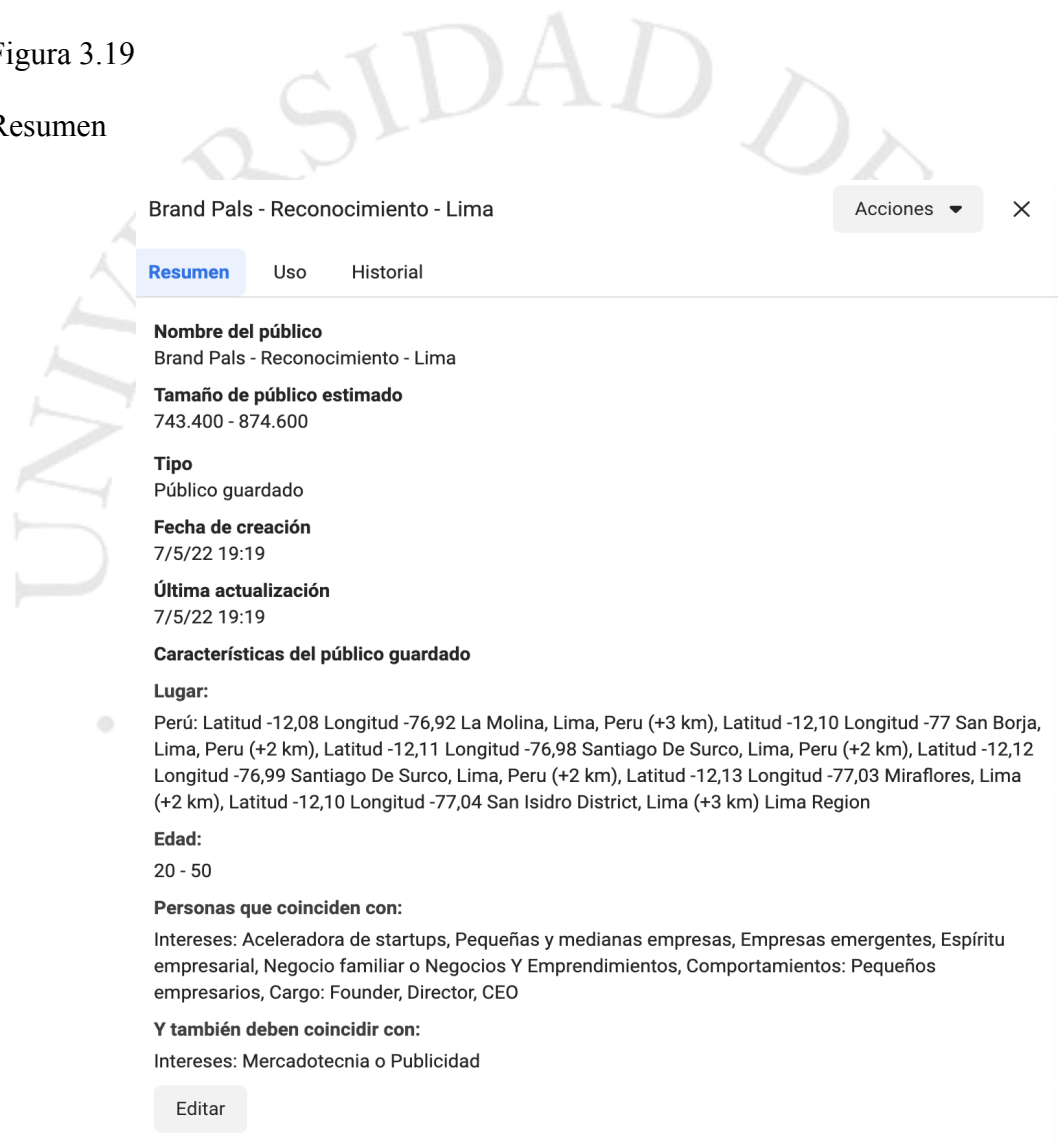 Figura 3.19
Resumen
UNIVERSIDAD DE
Brand Pals - Reconocimiento - Lima
Acciones
Resumen Uso Historial
Nombre del público
Brand Pals - Reconocimiento - Lima
Tamaño de público estimado
743.400 - 874.600
Tipo
Público guardado
Fecha de creación
7/5/22 19:19
Última actualización
7/5/22 19:19
Características del público guardado
Lugar:
Perú: Latitud -12,08 Longitud -76,92 La Molina, Lima, Peru (+3 km), Latitud -12,10 Longitud -77 San Borja,
Lima, Peru (+2 km), Latitud -12,11 Longitud -76,98 Santiago De Surco, Lima, Peru (+2 km), Latitud -12,12
Longitud -76,99 Santiago De Surco, Lima, Peru (+2 km), Latitud -12,13 Longitud -77,03 Miraflores, Lima
(+2 km), Latitud -12,10 Longitud -77,04 San Isidro District, Lima (+3 km) Lima Region
Edad:
20 - 50
Personas que coinciden con:
Intereses: Aceleradora de startups, Pequeñas y medianas empresas, Empresas emergentes, Espíritu
empresarial, Negocio familiar o Negocios Y Emprendimientos, Comportamientos: Pequeños
empresarios, Cargo: Founder, Director, CEO
Y también deben coincidir con:
Intereses: Mercadotecnia o Publicidad
Editar